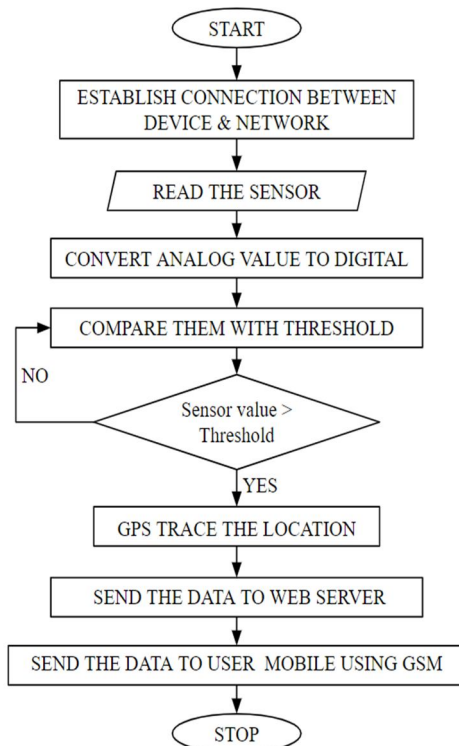 START
ESTABLISH CONNECTION BETWEEN
DEVICE & NETWORK
READ THE SENSOR
CONVERT ANALOG VALUE TO DIGITAL
COMPARE THEM WITH THRESHOLD
NO
Sensor value >
Threshold
YES
GPS TRACE THE LOCATION
SEND THE DATA TO WEB SERVER
SEND THE DATA TO USER MOBILE USING GSM
STOP